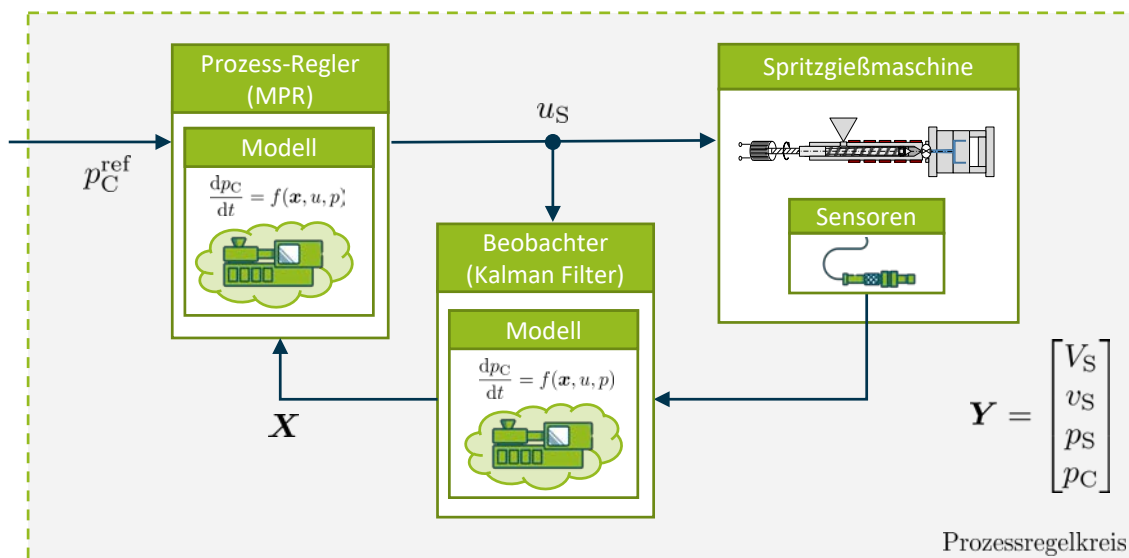 Prozess-Regler
(MPR)
Modell
dp_C/dt = f(x, u, p)
p_C^ref
u_S
Spritzgießmaschine
Sensoren
Beobachter
(Kalman Filter)
Modell
dp_C/dt = f(x, u, p)
X
Y = [V_S
v_S
p_S
p_C]
Prozessregelkreis